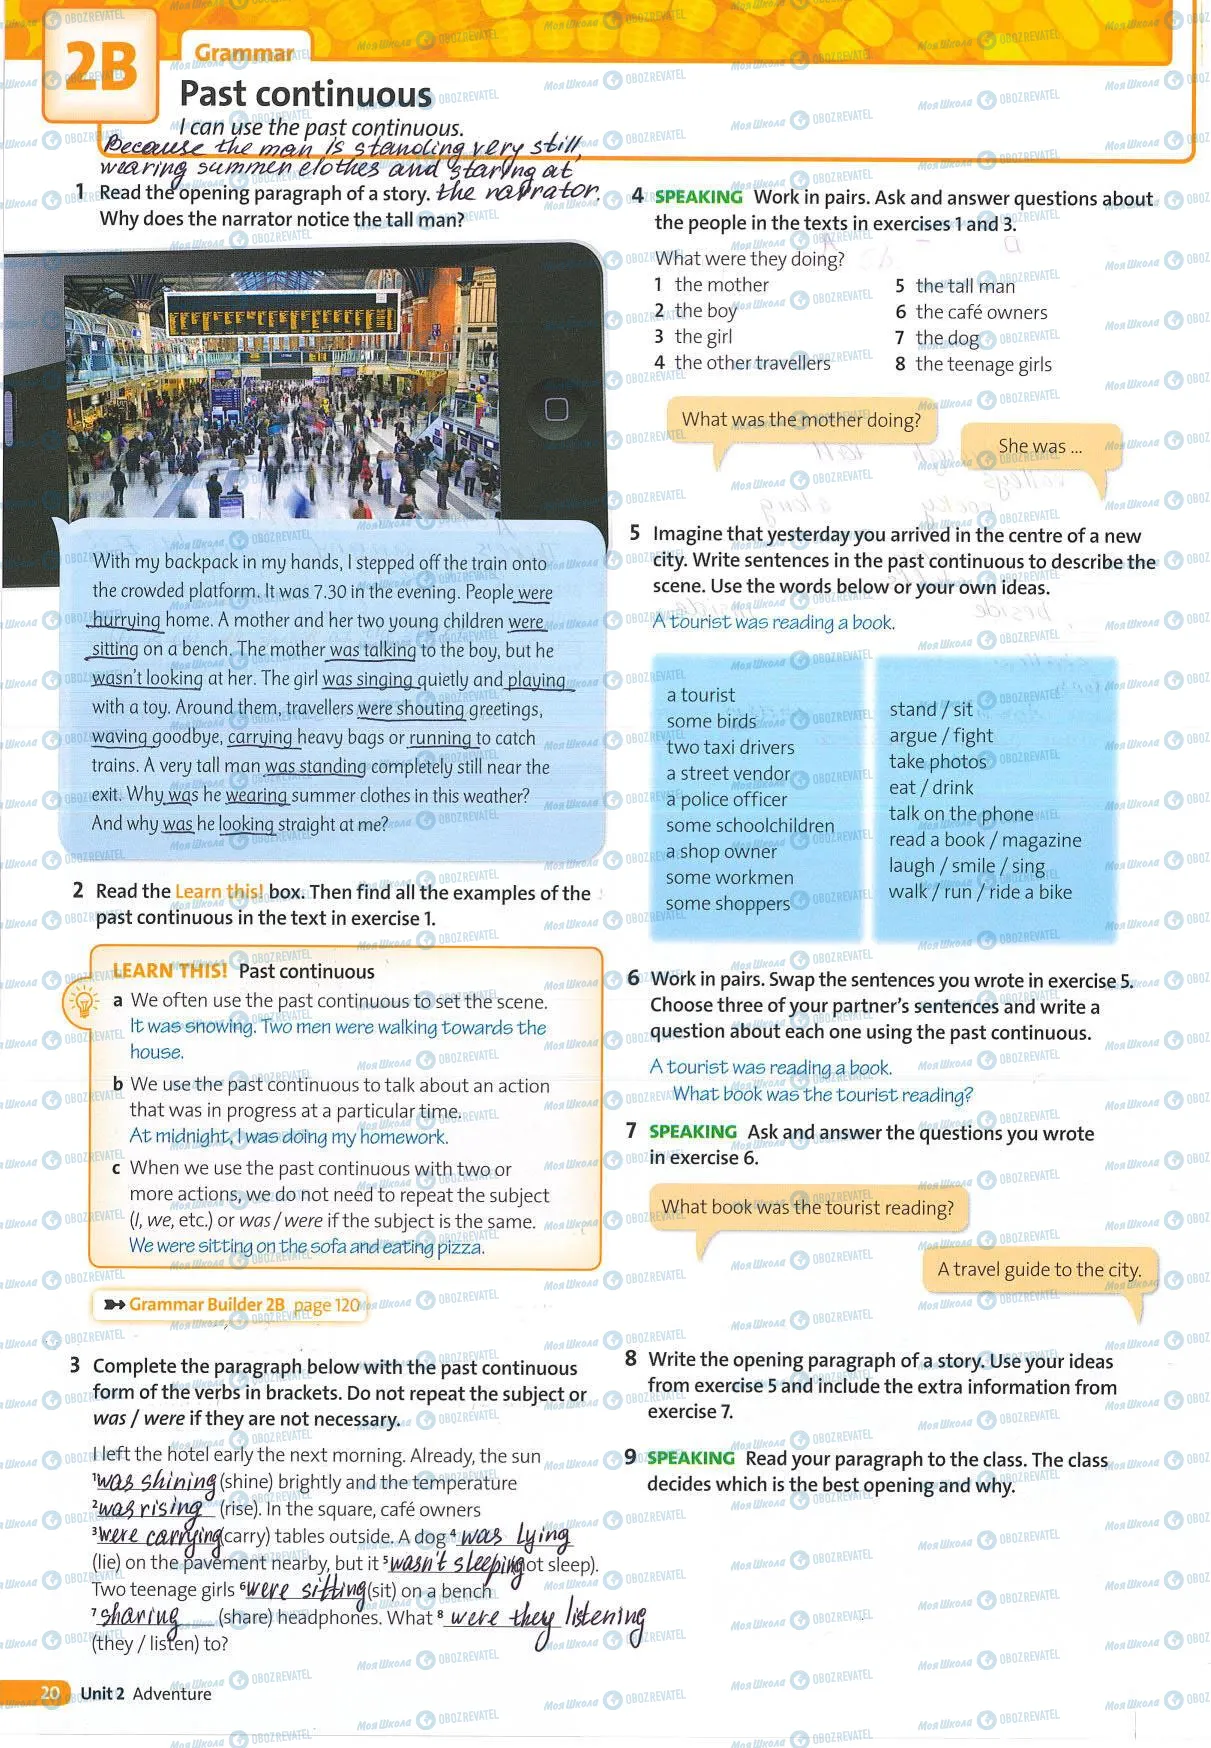 2B
Grammar
Past continuous
I can use the past continuous.
Because the man is standing very still,
wearing summer clothes and staring at
the narrator.
1 Read the opening paragraph of a story.
Why does the narrator notice the tall man?
With my backpack in my hands, I stepped off the train onto
the crowded platform. It was 7.30 in the evening. People were
hurrying home. A mother and her two young children were
sitting on a bench. The mother was talking to the boy, but he
wasn't looking at her. The girl was singing quietly and playing
with a toy. Around them, travellers were shouting greetings,
waving goodbye, carrying heavy bags or running to catch
trains. A very tall man was standing completely still near the
exit. Why was he wearing summer clothes in this weather?
And why was he looking straight at me?
2 Read the Learn this! box. Then find all the examples of the
past continuous in the text in exercise 1.
LEARN THIS! Past continuous
a We often use the past continuous to set the scene.
It was snowing. Two men were walking towards the
house.
b We use the past continuous to talk about an action
that was in progress at a particular time.
At midnight, I was doing my homework.
c When we use the past continuous with two or
more actions, we do not need to repeat the subject
(I, we, etc.) or was / were if the subject is the same.
We were sitting on the sofa and eating pizza.
Grammar Builder 2B page 120
3 Complete the paragraph below with the past continuous
form of the verbs in brackets. Do not repeat the subject or
was / were if they are not necessary.
I left the hotel early the next morning. Already, the sun
1 was shining (shine) brightly and the temperature
2 was rising (rise). In the square, café owners
3 were carrying (carry) tables outside. A dog 4 was lying
(lie) on the pavement nearby, but it 5 wasn't sleeping (not sleep).
Two teenage girls 6 were sitting (sit) on a bench
7 sharing (share) headphones. What 8 were they listening
(they / listen) to?
20 Unit 2 Adventure
4 SPEAKING Work in pairs. Ask and answer questions about
the people in the texts in exercises 1 and 3.
What were they doing?
1 the mother
2 the boy
3 the girl
4 the other travellers
5 the tall man
6 the café owners
7 the dog
8 the teenage girls
What was the mother doing?
She was ...
5 Imagine that yesterday you arrived in the centre of a new
city. Write sentences in the past continuous to describe the
scene. Use the words below or your own ideas.
A tourist was reading a book.
a tourist
some birds
two taxi drivers
a street vendor
a police officer
some schoolchildren
a shop owner
some workmen
some shoppers
stand / sit
argue / fight
take photos
eat / drink
talk on the phone
read a book / magazine
laugh / smile / sing
walk / run / ride a bike
6 Work in pairs. Swap the sentences you wrote in exercise 5.
Choose three of your partner's sentences and write a
question about each one using the past continuous.
A tourist was reading a book.
What book was the tourist reading?
7 SPEAKING Ask and answer the questions you wrote
in exercise 6.
What book was the tourist reading?
A travel guide to the city.
8 Write the opening paragraph of a story. Use your ideas
from exercise 5 and include the extra information from
exercise 7.
9 SPEAKING Read your paragraph to the class. The class
decides which is the best opening and why.
Моя Школа OBOZREVATEL